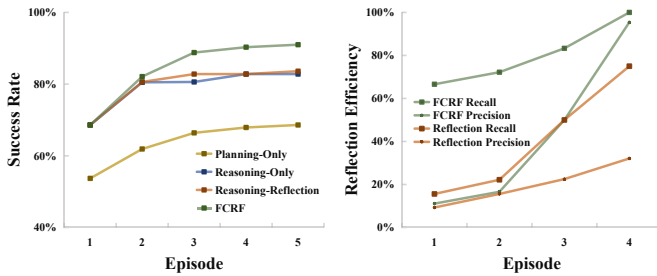 100%
80%
60%
40%
Success Rate
1 2 3 4 5
Episode
Planning-Only
Reasoning-Only
Reasoning-Reflection
FCRF
100%
80%
60%
40%
20%
0%
Reflection Efficiency
1 2 3 4
Episode
FCRF Recall
FCRF Precision
Reflection Recall
Reflection Precision